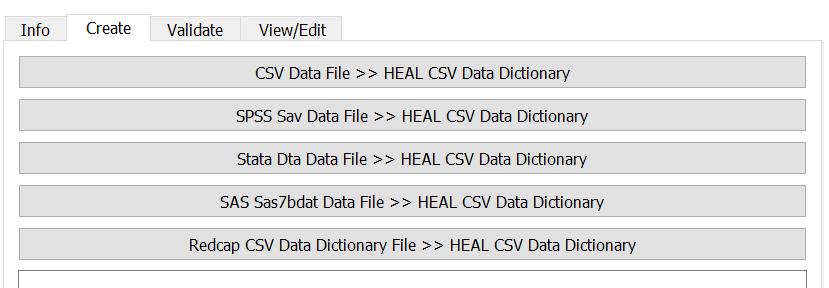 Info Create Validate View/Edit
CSV Data File >> HEAL CSV Data Dictionary
SPSS Sav Data File >> HEAL CSV Data Dictionary
Stata Dta Data File >> HEAL CSV Data Dictionary
SAS Sas7bdat Data File >> HEAL CSV Data Dictionary
Redcap CSV Data Dictionary File >> HEAL CSV Data Dictionary